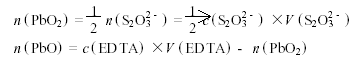 n(PbO₂) = 1/2 n(S₂O₃²⁻) = 1/2 c(S₂O₃²⁻) × V(S₂O₃²⁻)
n(PbO) = c(EDTA) × V(EDTA) - n(PbO₂)